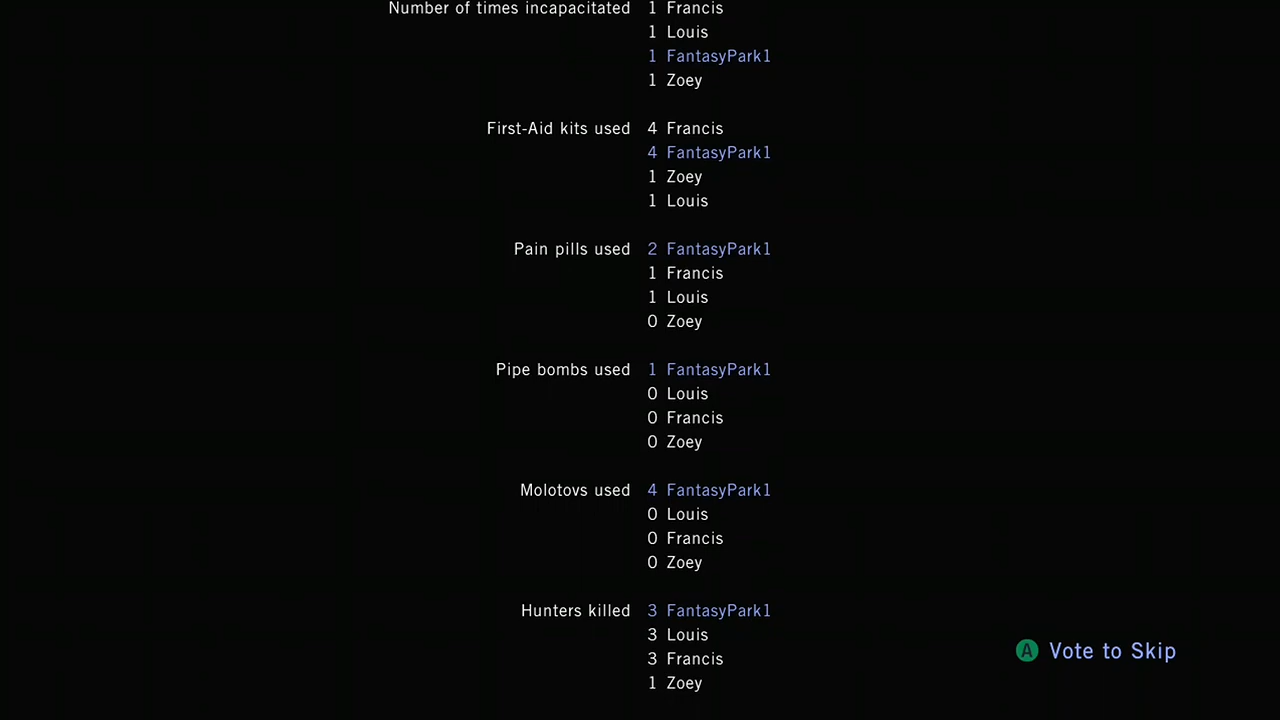 Number of times incapacitated 1 Francis
1 Louis
1 FantasyPark1
1 Zoey
First-Aid kits used 4 Francis
4 FantasyPark1
1 Zoey
1 Louis
Pain pills used 2 FantasyPark1
1 Francis
1 Louis
0 Zoey
Pipe bombs used 1 FantasyPark1
0 Louis
0 Francis
0 Zoey
Molotovs used 4 FantasyPark1
0 Louis
0 Francis
0 Zoey
Hunters killed 3 FantasyPark1
3 Louis
3 Francis
1 Zoey
A Vote to Skip